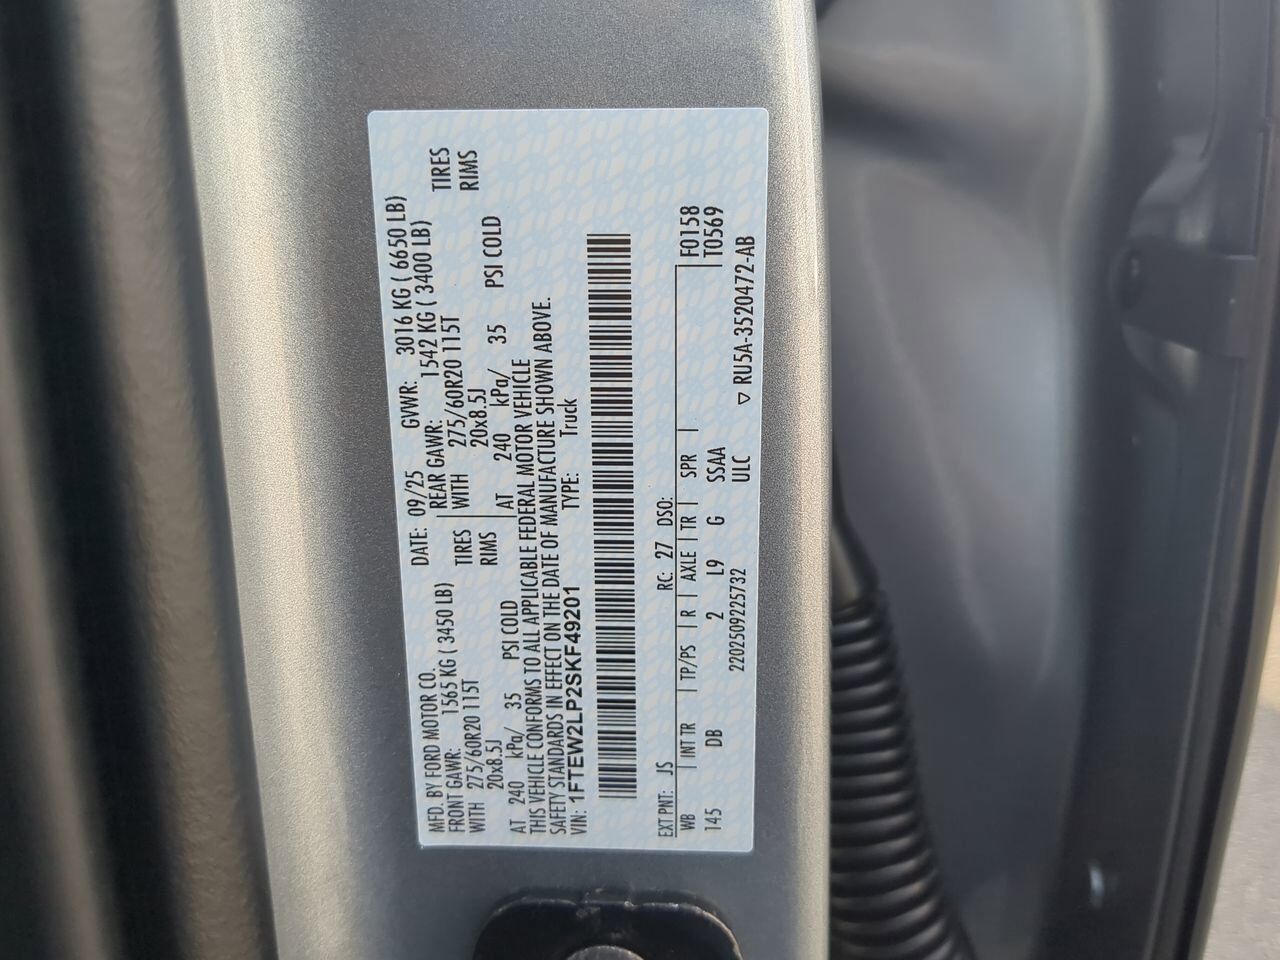 MFD. BY FORD MOTOR CO. DATE: 09/25 GVWR: 3016 KG ( 6650 LB)
FRONT GAWR: 1565 KG ( 3450 LB) REAR GAWR: 1542 KG ( 3400 LB)
WITH 275/60R20 115T TIRES WITH 275/60R20 115T TIRES
20x8.5J RIMS 20x8.5J RIMS
AT 240 kPa/ 35 PSI COLD AT 240 kPa/ 35 PSI COLD
THIS VEHICLE CONFORMS TO ALL APPLICABLE FEDERAL MOTOR VEHICLE
SAFETY STANDARDS IN EFFECT ON THE DATE OF MANUFACTURE SHOWN ABOVE.
VIN: 1FTEW2LP2SKF49201 TYPE: Truck
EXT PNT: JS RC: 27 DSO:
WB INT TR TP/PS R AXLE TR SPR F0158
145 DB 2 L9 G SSAA T0569
2202509225732 ULC ▽ RU5A-3520472-AB